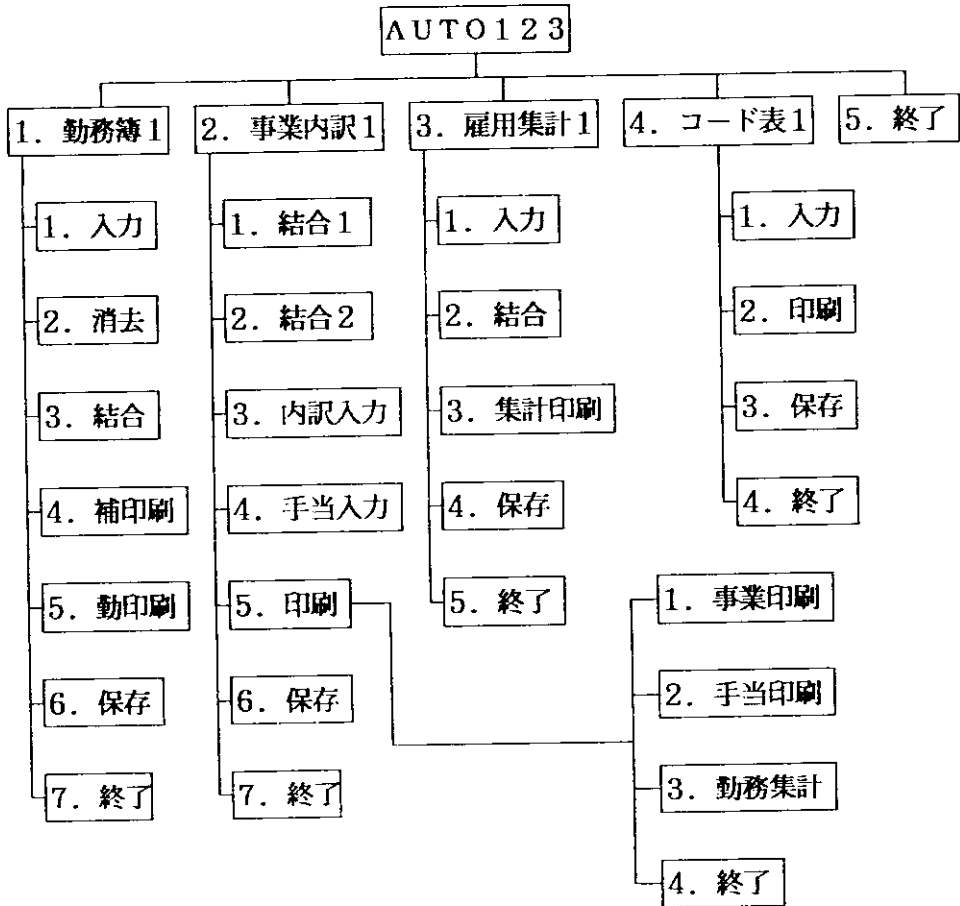 AUTO123
1. 勤務簿1
2. 事業内訳1
3. 雇用集計1
4. コード表1
5. 終了
1. 入力
2. 消去
3. 結合
4. 補印刷
5. 勤印刷
6. 保存
7. 終了
1. 結合1
2. 結合2
3. 内訳入力
4. 手当入力
5. 印刷
6. 保存
7. 終了
1. 事業印刷
2. 手当印刷
3. 勤務集計
4. 終了
1. 入力
2. 結合
3. 集計印刷
4. 保存
5. 終了
1. 入力
2. 印刷
3. 保存
4. 終了